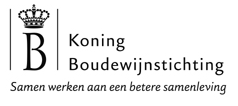 B
Koning
Boudewijnstichting
Samen werken aan een betere samenleving